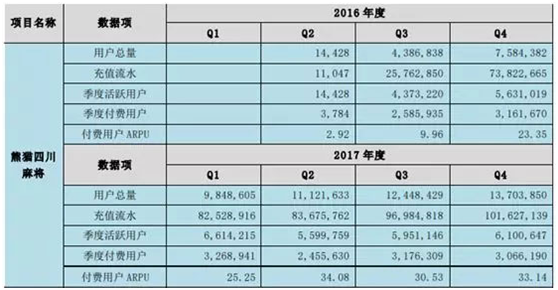 项目名称 数据项 2016 年度
Q1 Q2 Q3 Q4
用户总量 14,428 4,386,838 7,584,382
充值流水 11,047 25,762,850 73,822,665
季度活跃用户 14,428 4,373,220 5,631,019
季度付费用户 3,784 2,585,935 3,161,670
付费用户 ARPU 2.92 9.96 23.35
熊猫四川麻将 数据项 2017 年度
Q1 Q2 Q3 Q4
用户总量 9,848,605 11,121,633 12,448,429 13,703,850
充值流水 82,528,916 83,675,762 96,984,818 101,627,139
季度活跃用户 6,614,215 5,599,759 5,951,146 6,100,647
季度付费用户 3,268,941 2,455,630 3,176,309 3,066,190
付费用户 ARPU 25.25 34.08 30.53 33.14